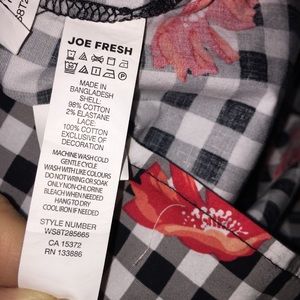 JOE FRESH
MADE IN
BANGLADESH
SHELL:
98% COTTON
2% ELASTANE
LACE:
100% COTTON
EXCLUSIVE OF
DECORATION
MACHINE WASH COLD
GENTLE CYCLE
WASH WITH LIKE COLOURS
DO NOT WRING OR SOAK
ONLY NON-CHLORINE
BLEACH WHEN NEEDED
HANG TO DRY
COOL IRON IF NEEDED
STYLE NUMBER
WS8T285665
CA 15372
RN 133886